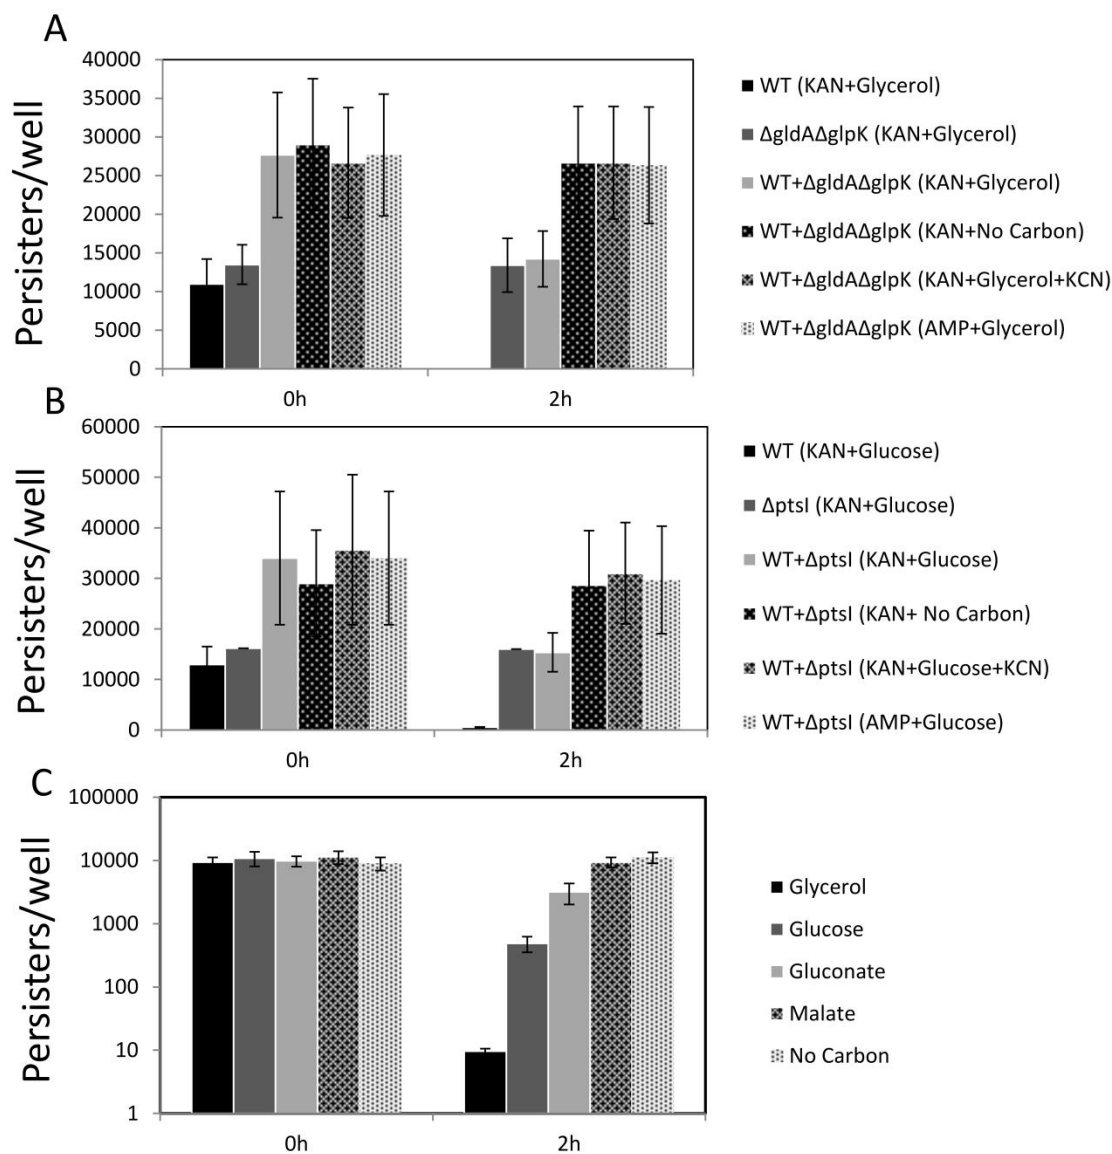 A
Persisters/well
40000
35000
30000
25000
20000
15000
10000
5000
0
0h
2h
WT (KAN+Glycerol)
ΔgldAΔglpK (KAN+Glycerol)
WT+ΔgldAΔglpK (KAN+Glycerol)
WT+ΔgldAΔglpK (KAN+No Carbon)
WT+ΔgldAΔglpK (KAN+Glycerol+KCN)
WT+ΔgldAΔglpK (AMP+Glycerol)
B
Persisters/well
60000
50000
40000
30000
20000
10000
0
0h
2h
WT (KAN+Glucose)
ΔptsI (KAN+Glucose)
WT+ΔptsI (KAN+Glucose)
WT+ΔptsI (KAN+ No Carbon)
WT+ΔptsI (KAN+Glucose+KCN)
WT+ΔptsI (AMP+Glucose)
C
Persisters/well
100000
10000
1000
100
10
1
0h
2h
Glycerol
Glucose
Gluconate
Malate
No Carbon